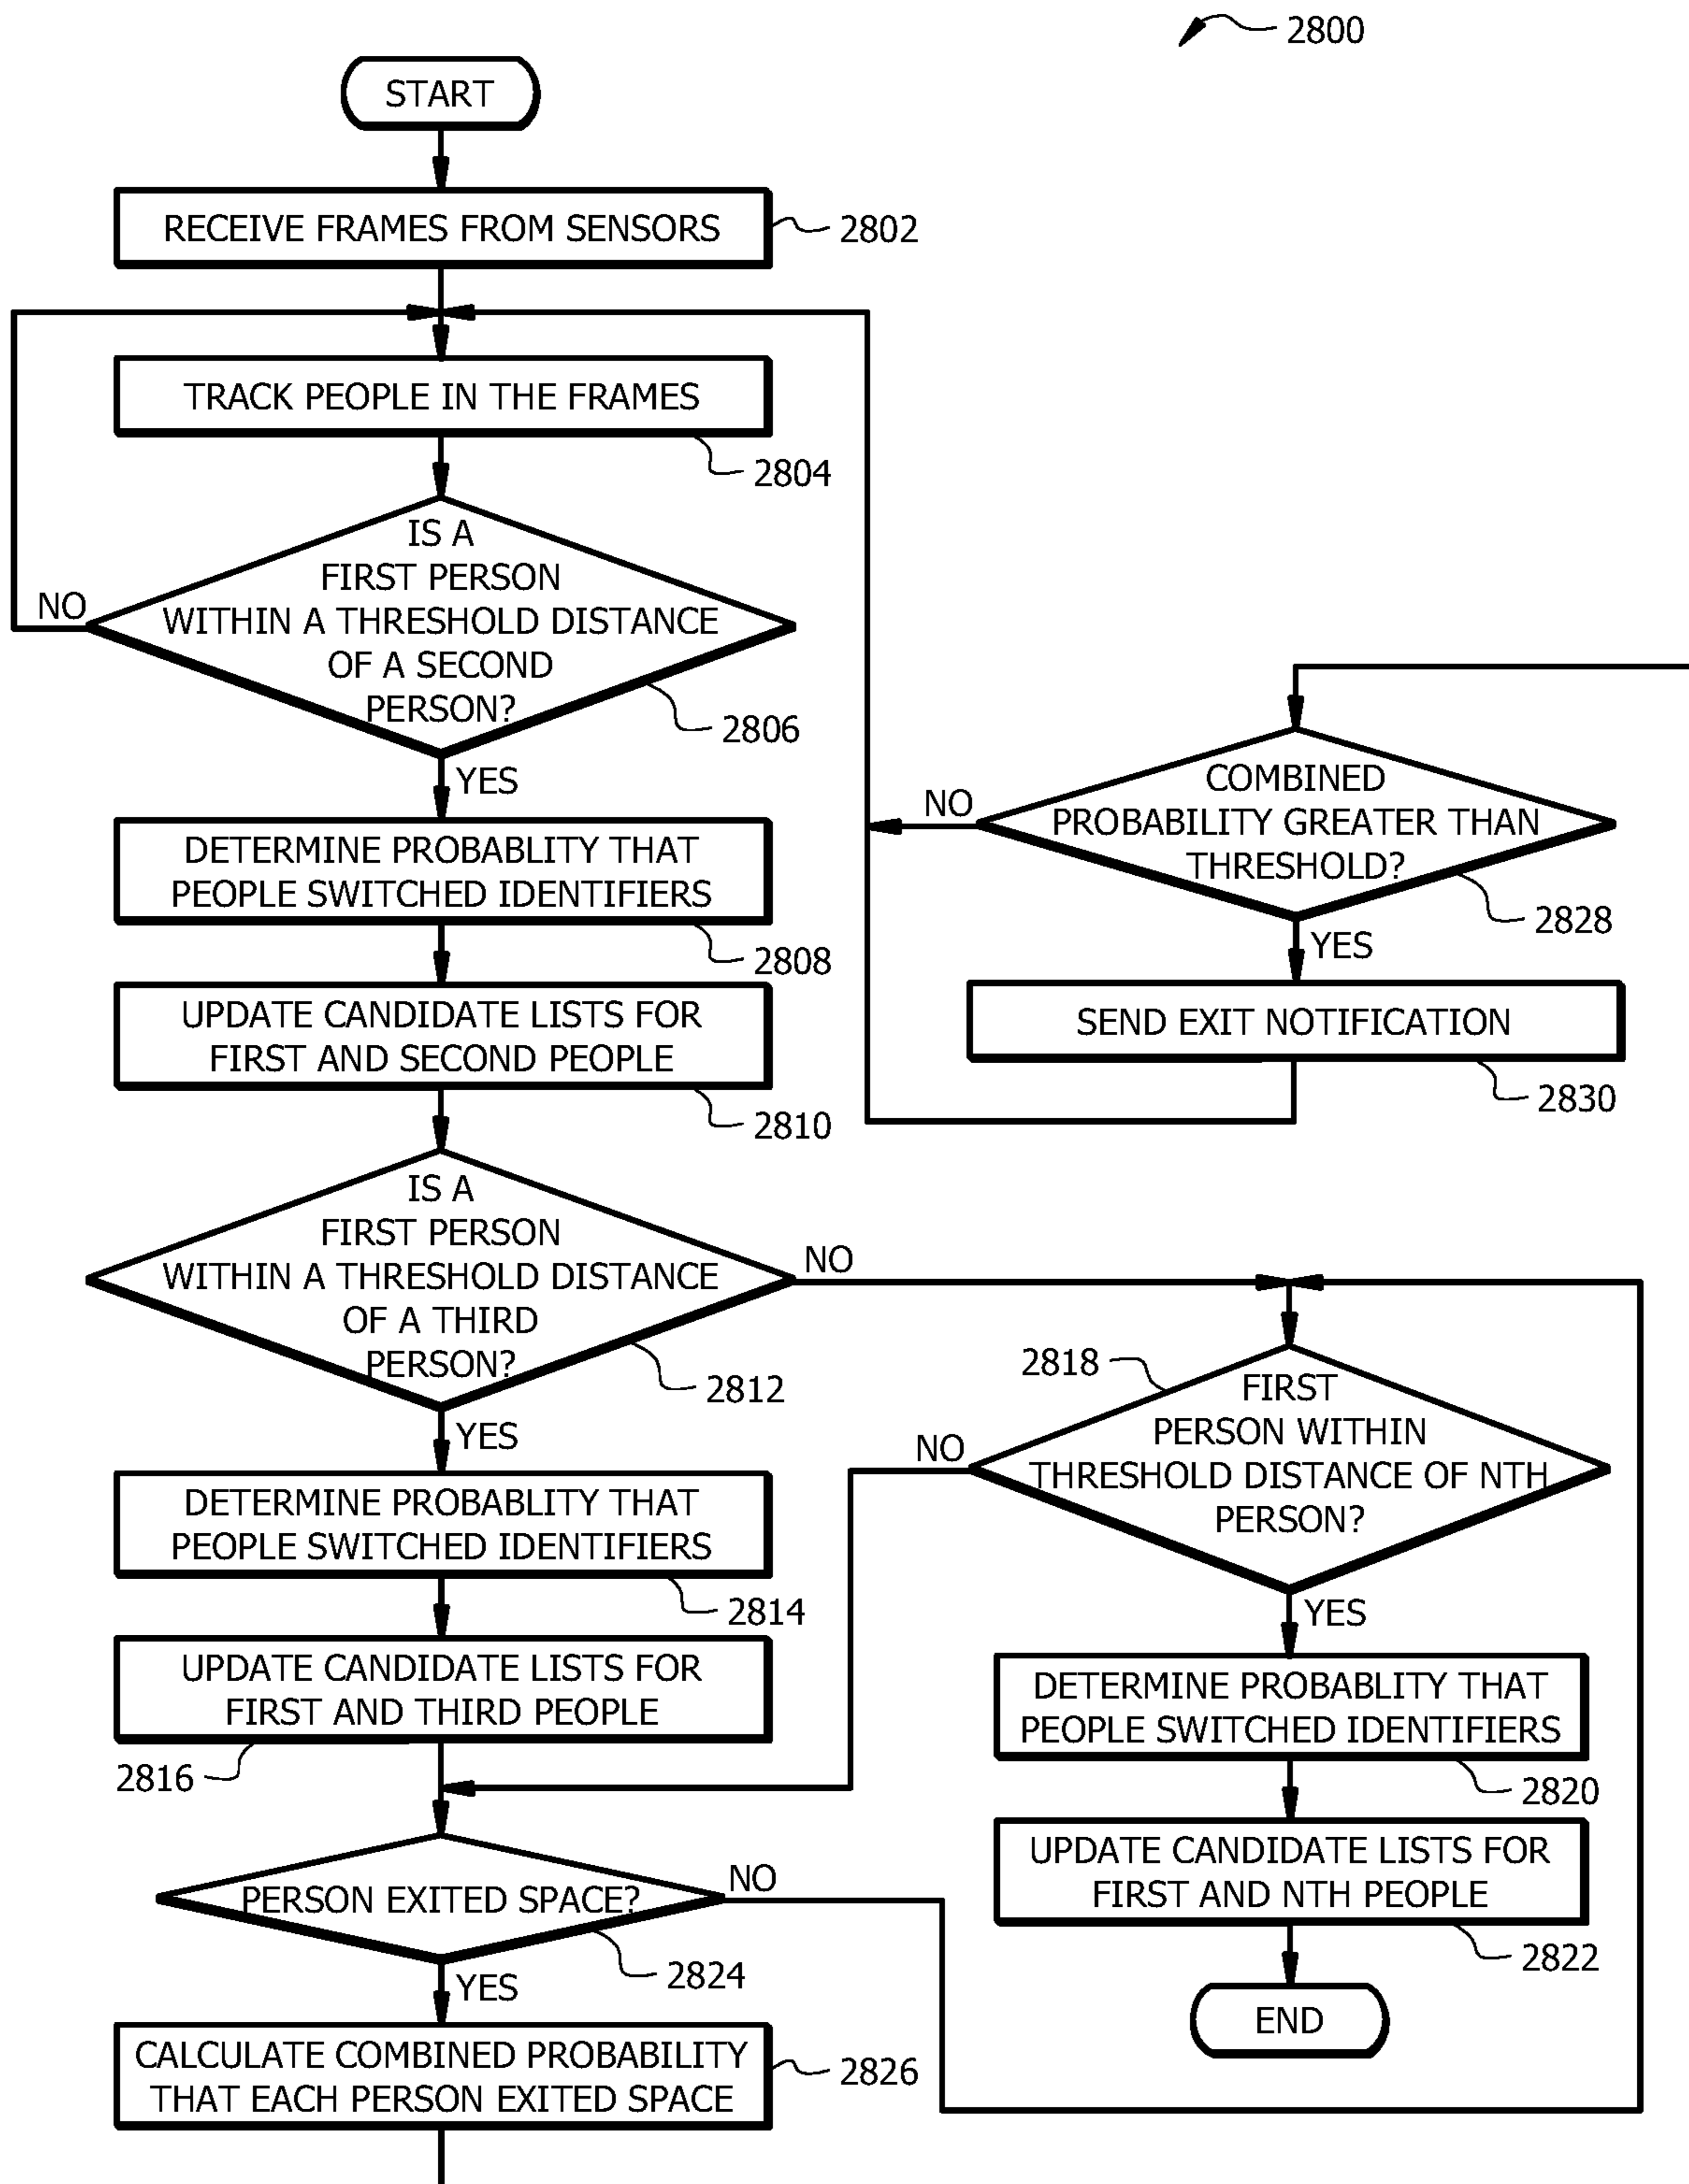 2800
START
RECEIVE FRAMES FROM SENSORS
2802
TRACK PEOPLE IN THE FRAMES
2804
IS A
FIRST PERSON
WITHIN A THRESHOLD DISTANCE
OF A SECOND
PERSON?
NO
2806
YES
DETERMINE PROBABLITY THAT
PEOPLE SWITCHED IDENTIFIERS
2808
UPDATE CANDIDATE LISTS FOR
FIRST AND SECOND PEOPLE
2810
IS A
FIRST PERSON
WITHIN A THRESHOLD DISTANCE
OF A THIRD
PERSON?
NO
2812
YES
DETERMINE PROBABLITY THAT
PEOPLE SWITCHED IDENTIFIERS
2814
UPDATE CANDIDATE LISTS FOR
FIRST AND THIRD PEOPLE
2816
PERSON EXITED SPACE?
NO
2824
YES
CALCULATE COMBINED PROBABILITY
THAT EACH PERSON EXITED SPACE
2826
COMBINED
PROBABILITY GREATER THAN
THRESHOLD?
NO
2828
YES
SEND EXIT NOTIFICATION
2830
2818
FIRST
PERSON WITHIN
THRESHOLD DISTANCE OF NTH
PERSON?
NO
YES
DETERMINE PROBABLITY THAT
PEOPLE SWITCHED IDENTIFIERS
2820
UPDATE CANDIDATE LISTS FOR
FIRST AND NTH PEOPLE
2822
END